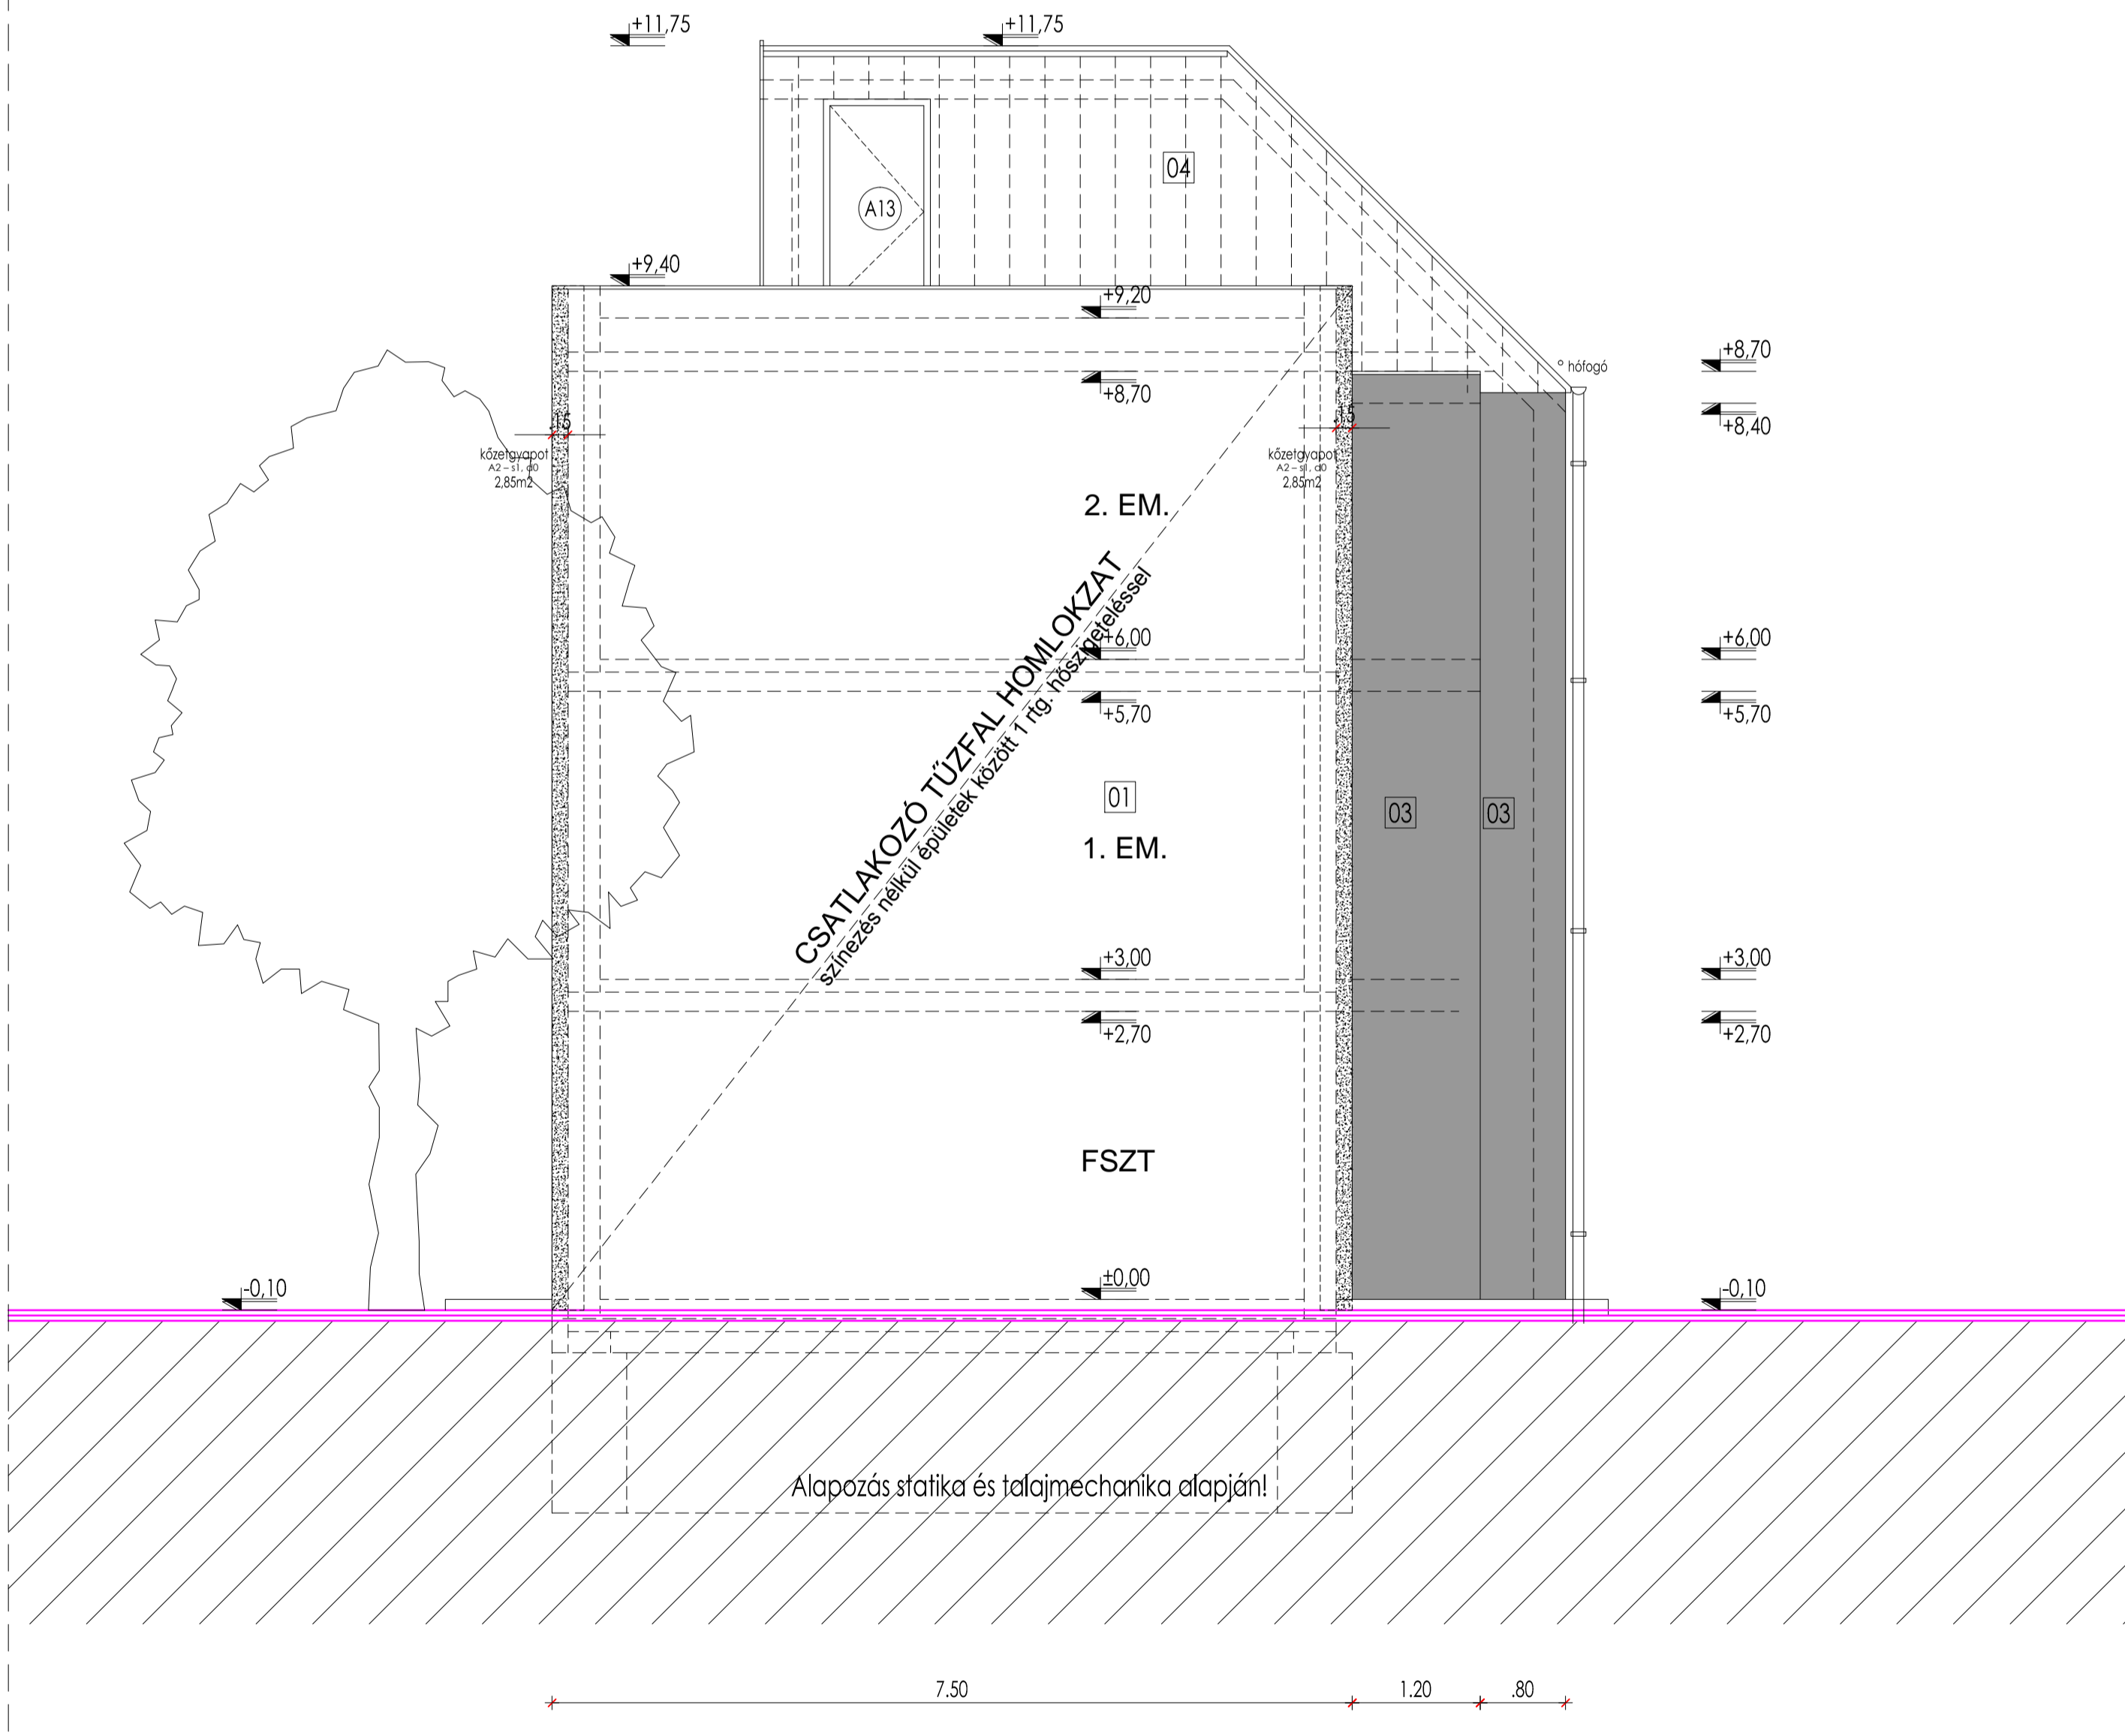 +11,75
+11,75
04
A13
+9,40
+9,20
+8,70
hófogó
+8,70
+8,40
.15
.15
kőzetgyapot
A2 – s1, d0
2,85m2
kőzetgyapot
A2 – s1, d0
2,85m2
2. EM.
CSATLAKOZÓ TŰZFAL HOMLOKZAT
színezés nélkül épületek között 1 rtg. hőszigeteléssel
+6,00
+6,00
+5,70
+5,70
01
03
03
1. EM.
+3,00
+3,00
+2,70
+2,70
FSZT
-0,10
±0,00
-0,10
Alapozás statika és talajmechanika alapján!
7.50
1.20
.80